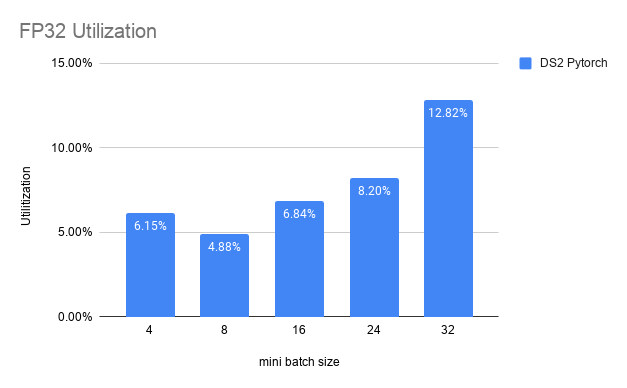 FP32 Utilization
DS2 Pytorch
15.00%
10.00%
5.00%
0.00%
Utilitization
6.15%
4.88%
6.84%
8.20%
12.82%
4 8 16 24 32
mini batch size